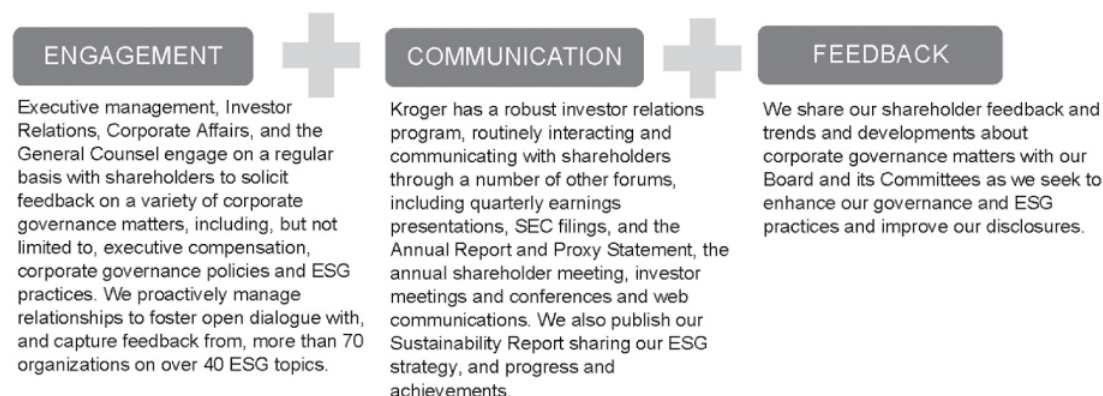 ENGAGEMENT
Executive management, Investor
Relations, Corporate Affairs, and the
General Counsel engage on a regular
basis with shareholders to solicit
feedback on a variety of corporate
governance matters, including, but not
limited to, executive compensation,
corporate governance policies and ESG
practices. We proactively manage
relationships to foster open dialogue with,
and capture feedback from, more than 70
organizations on over 40 ESG topics.
COMMUNICATION
Kroger has a robust investor relations
program, routinely interacting and
communicating with shareholders
through a number of other forums,
including quarterly earnings
presentations, SEC filings, and the
Annual Report and Proxy Statement, the
annual shareholder meeting, investor
meetings and conferences and web
communications. We also publish our
Sustainability Report sharing our ESG
strategy, and progress and
achievements.
FEEDBACK
We share our shareholder feedback and
trends and developments about
corporate governance matters with our
Board and its Committees as we seek to
enhance our governance and ESG
practices and improve our disclosures.